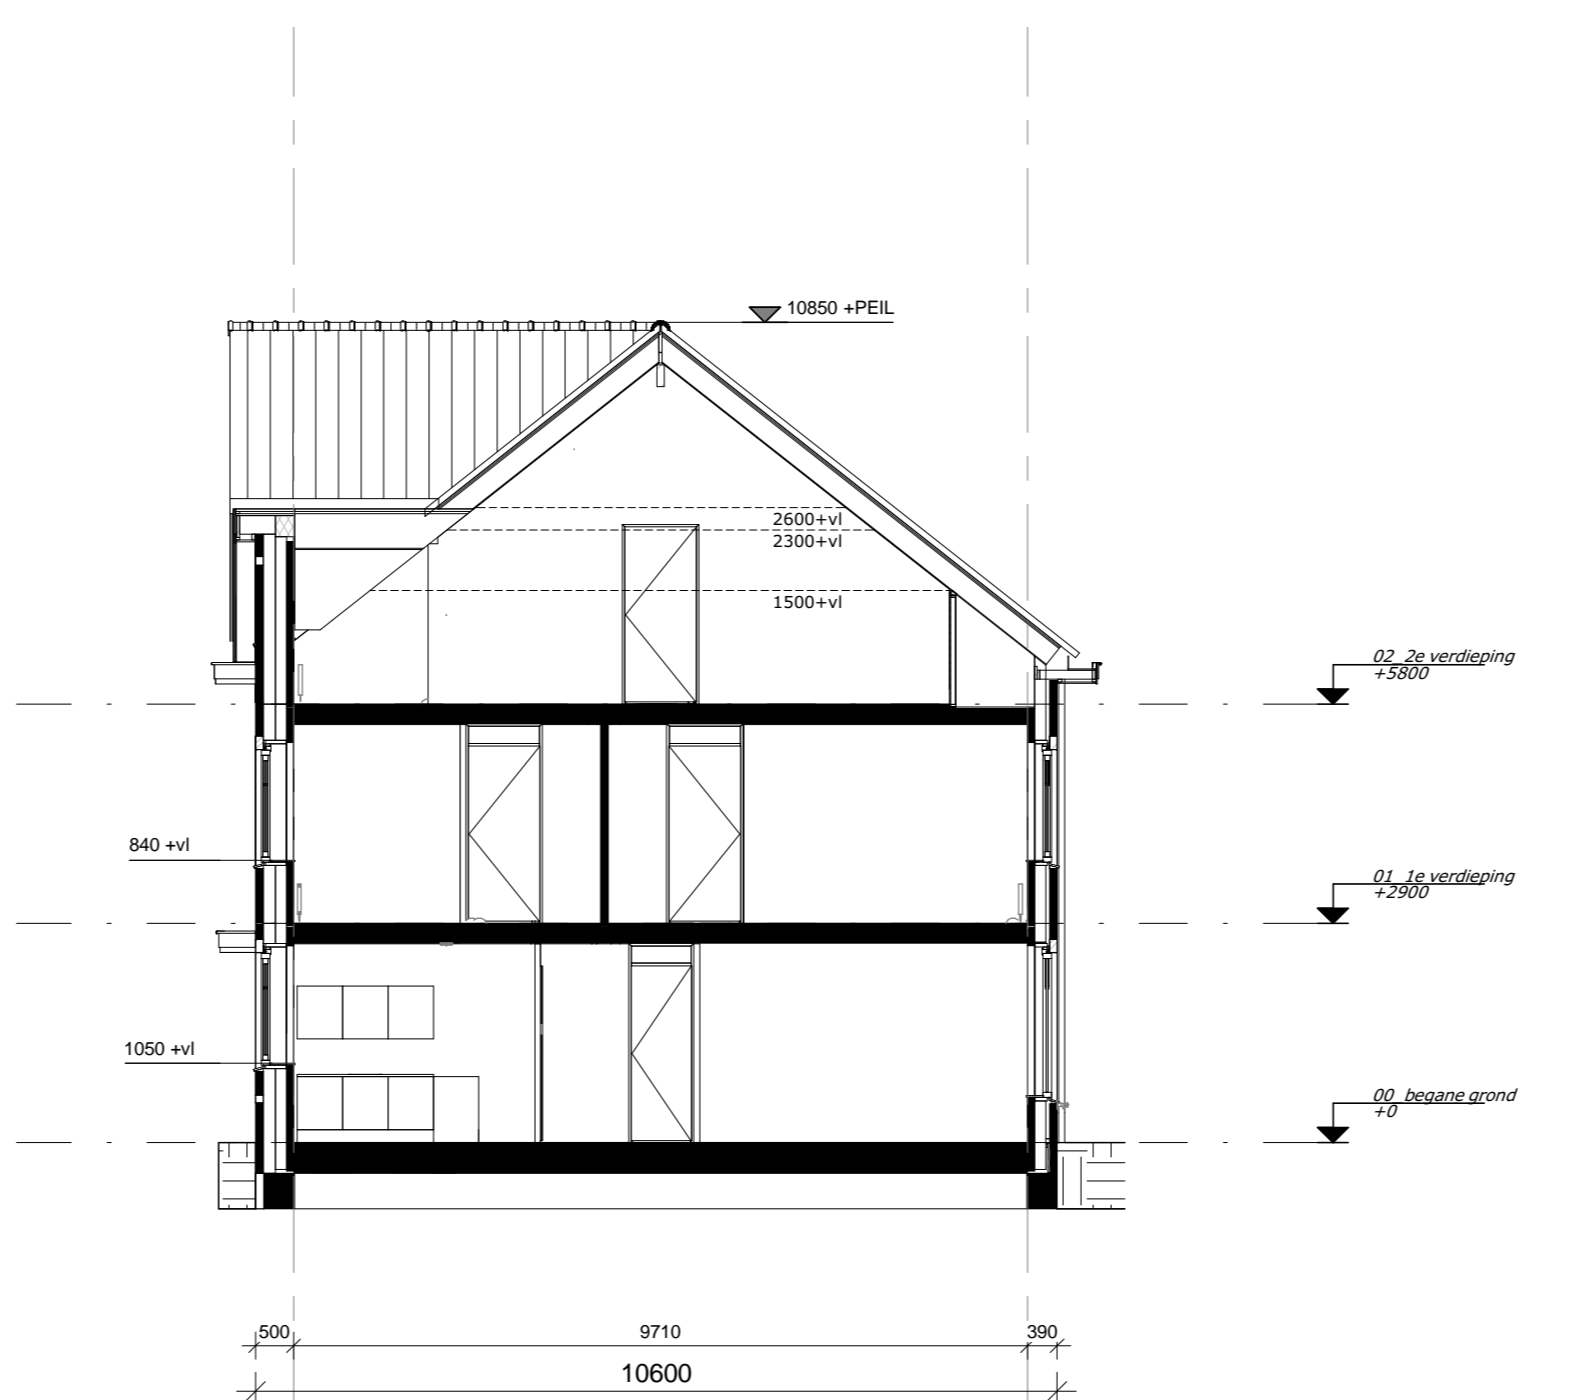 10850 +PEIL
2600+vl
2300+vl
1500+vl
02_2e verdieping
+5800
840 +vl
01_1e verdieping
+2900
1050 +vl
00_begane grond
+0
500
9710
390
10600